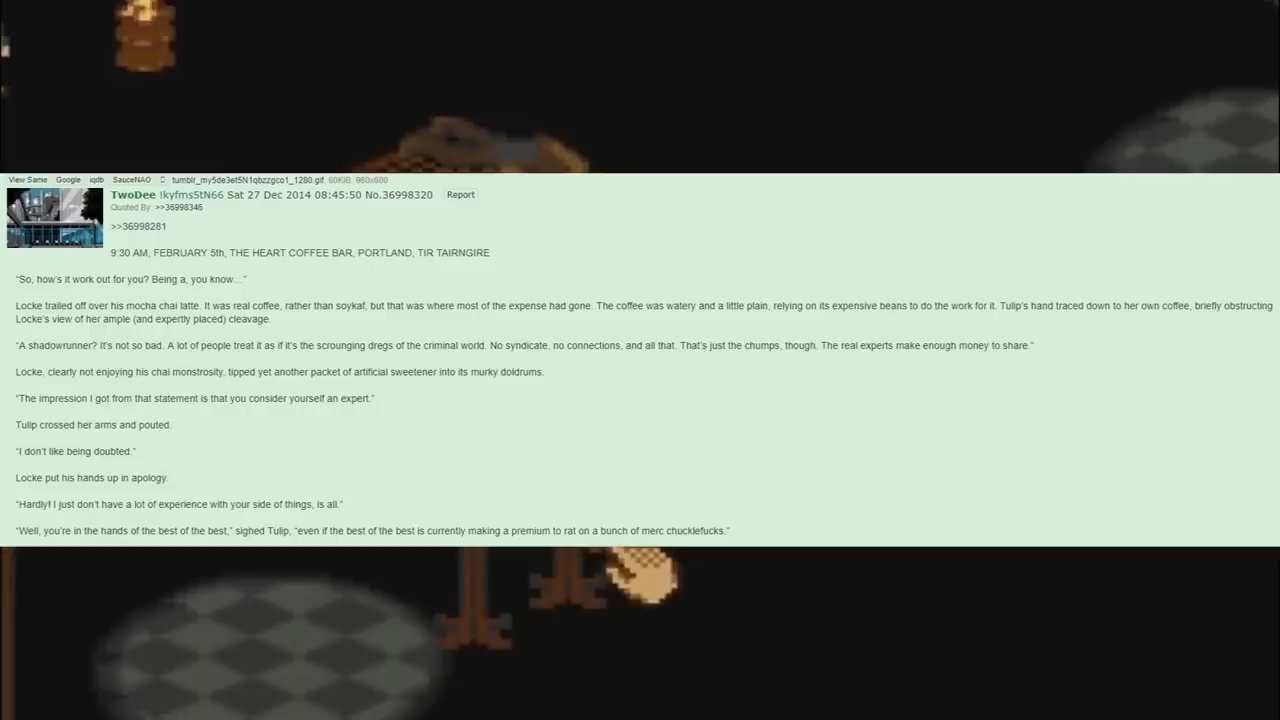 View Same Google iqdb SauceNAO tumblr_my5de3et5N1qbzzgco1_1280.gif, 60KiB, 960x600
TwoDee !kyfms5tN66 Sat 27 Dec 2014 08:45:50 No.36998320 Report
Quoted By: >>36998346
>>36998281
9:30 AM, FEBRUARY 5th, THE HEART COFFEE BAR, PORTLAND, TIR TAIRNGIRE
“So, how’s it work out for you? Being a, you know…”
Locke trailed off over his mocha chai latte. It was real coffee, rather than soykaf, but that was where most of the expense had gone. The coffee was watery and a little plain, relying on its expensive beans to do the work for it. Tulip’s hand traced down to her own coffee, briefly obstructing
Locke’s view of her ample (and expertly placed) cleavage.
“A shadowrunner? It’s not so bad. A lot of people treat it as if it’s the scrounging dregs of the criminal world. No syndicate, no connections, and all that. That’s just the chumps, though. The real experts make enough money to share.”
Locke, clearly not enjoying his chai monstrosity, tipped yet another packet of artificial sweetener into its murky doldrums.
“The impression I got from that statement is that you consider yourself an expert.”
Tulip crossed her arms and pouted.
“I don’t like being doubted.”
Locke put his hands up in apology.
“Hardly! I just don’t have a lot of experience with your side of things, is all.”
“Well, you’re in the hands of the best of the best,” sighed Tulip, “even if the best of the best is currently making a premium to rat on a bunch of merc chucklefucks.”